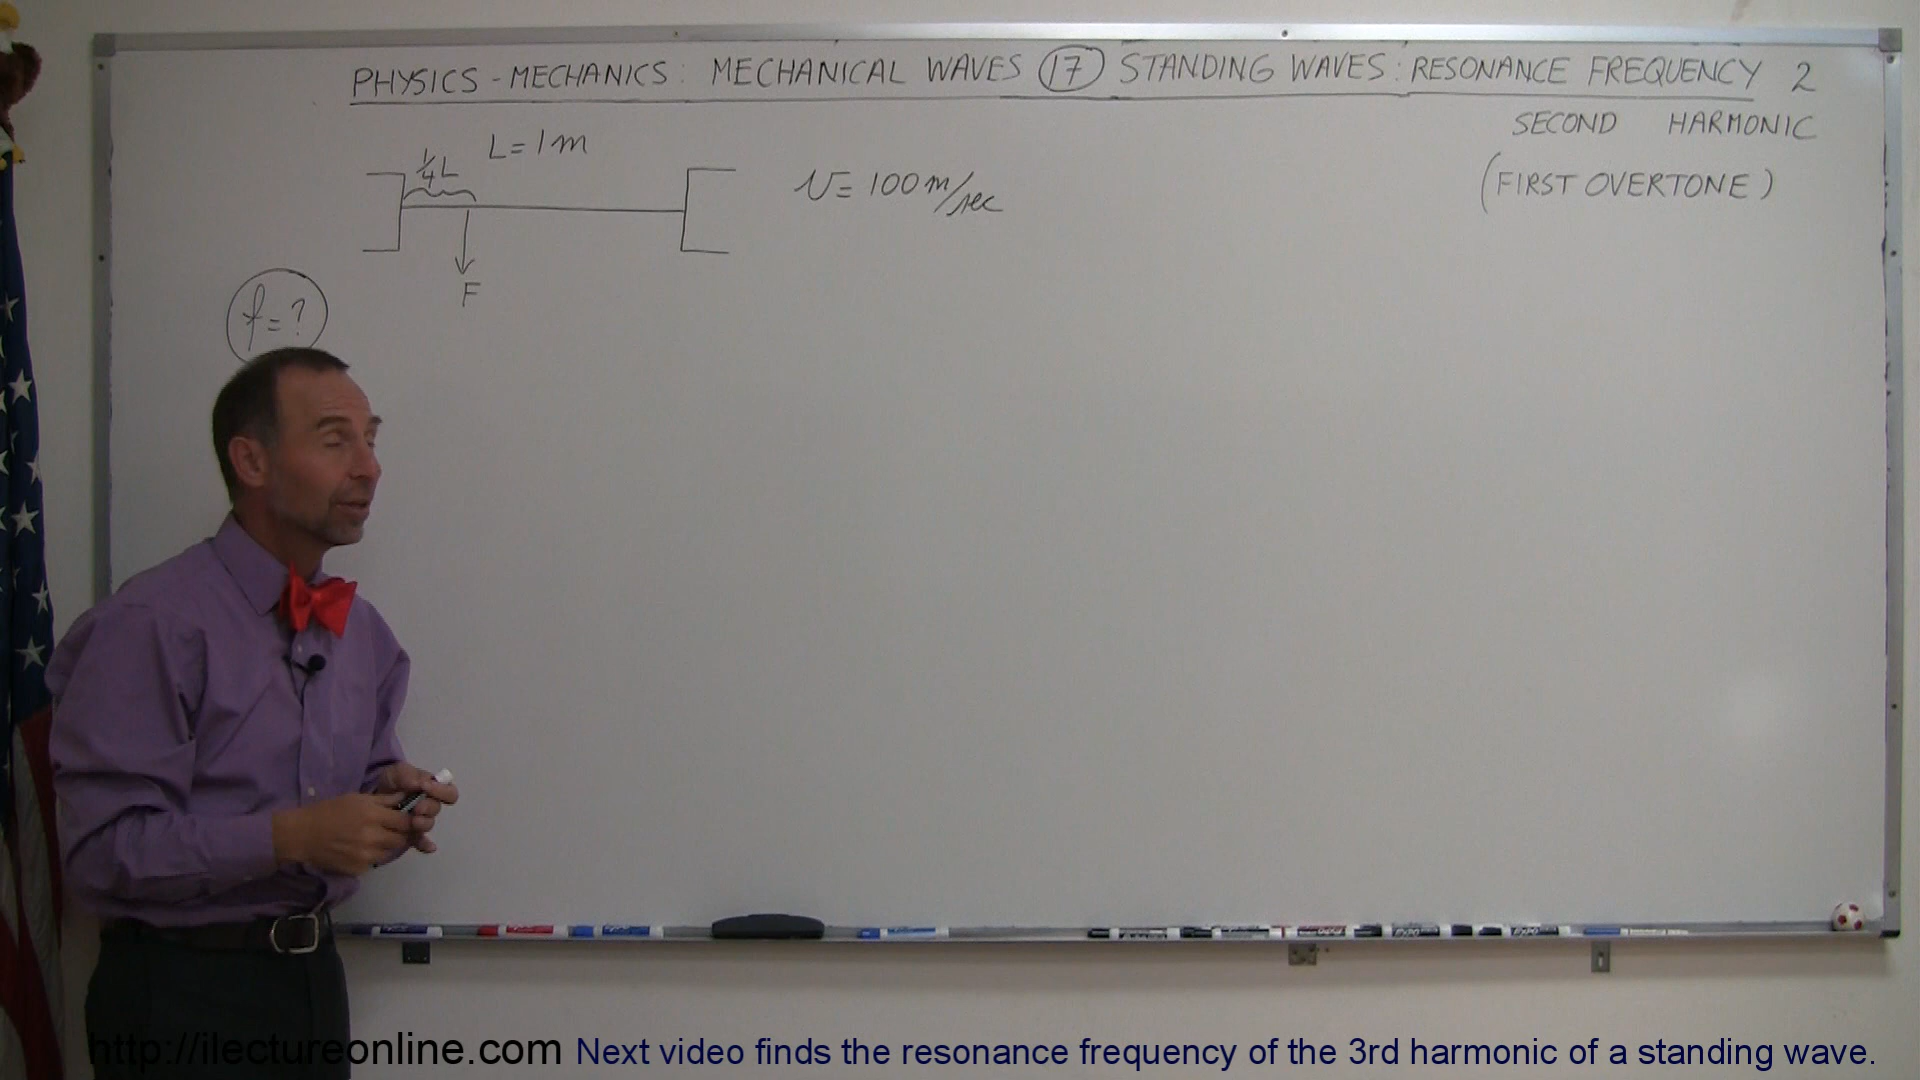 PHYSICS - MECHANICS: MECHANICAL WAVES 17 STANDING WAVES: RESONANCE FREQUENCY 2
SECOND HARMONIC
(FIRST OVERTONE)
L = 1 m
1/4 L
v = 100 m/sec
F
f = ?
http://ilectureonline.com Next video finds the resonance frequency of the 3rd harmonic of a standing wave.